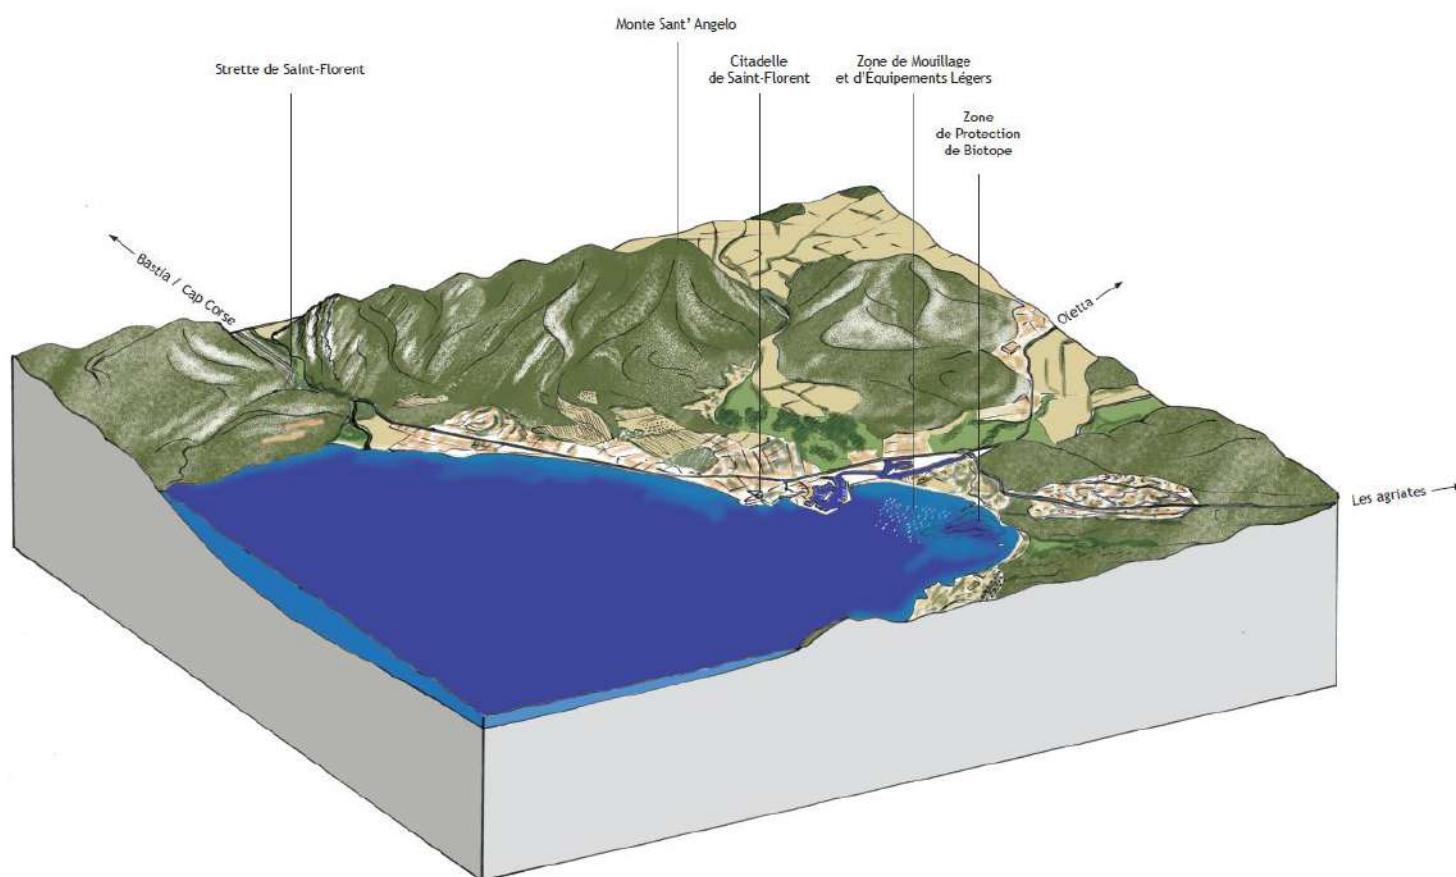 Monte Sant' Angelo
Strette de Saint-Florent
Citadelle
de Saint-Florent
Zone de Mouillage
et d'Équipements Légers
Zone
de Protection
de Biotope
Bastia / Cap Corse
Oletta
Les agriates